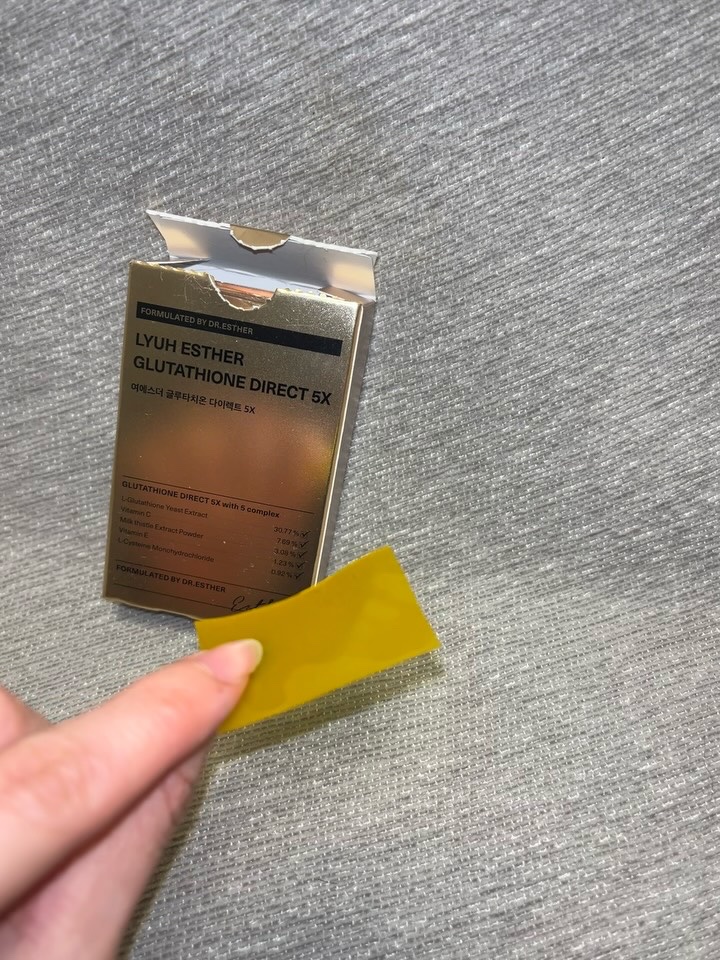 FORMULATED BY DR.ESTHER
LYUH ESTHER
GLUTATHIONE DIRECT 5X
여에스더 글루타치온 다이렉트 5X
GLUTATHIONE DIRECT 5X with 5 complex
L-Glutathione Yeast Extract 30.77 %
Vitamin C 7.69 %
Milk thistle Extract Powder 3.08 %
Vitamin E 1.23 %
L-Cysteine Monohydrochloride 0.92 %
FORMULATED BY DR.ESTHER